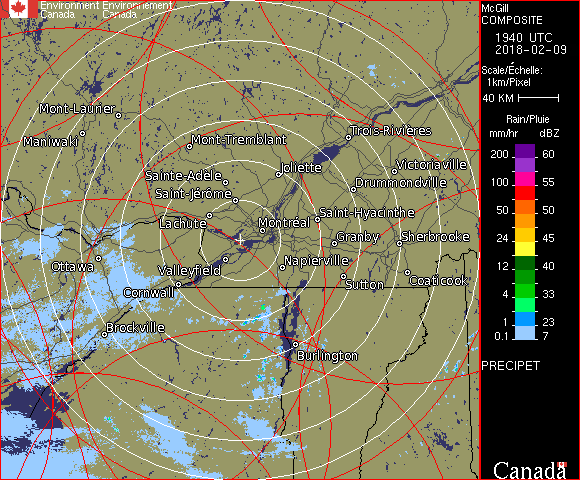 Environment Environnement
Canada Canada
Mont-Laurier
Maniwaki
Mont-Tremblant
Trois-Rivières
Joliette
Victoriaville
Sainte-Adèle
Drummondville
Saint-Jérôme
Lachute
Saint-Hyacinthe
Montréal
Granby
Sherbrooke
Ottawa
Valleyfield
Napierville
Cornwall
Sutton
Coaticook
Brockville
Burlington
McGill
COMPOSITE
1940 UTC
2018-02-09
Scale/Échelle:
1km/Pixel
40 KM
Rain/Pluie
mm/hr dBZ
200 60
100 55
50 50
24 45
12 40
4 33
1 23
0.1 7
PRECIPET
Canada